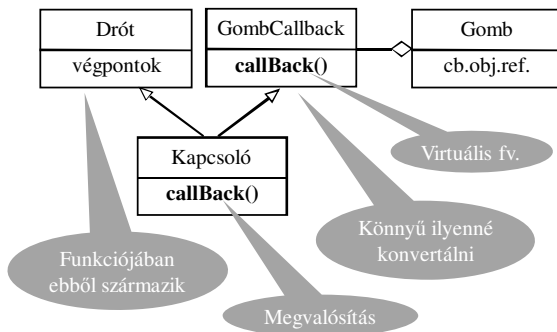 Drót
végpontok
GombCallback
callBack()
Gomb
cb.obj.ref.
Kapcsoló
callBack()
Virtuális fv.
Könnyű ilyenné
konvertálni
Funkciójában
ebből származik
Megvalósítás